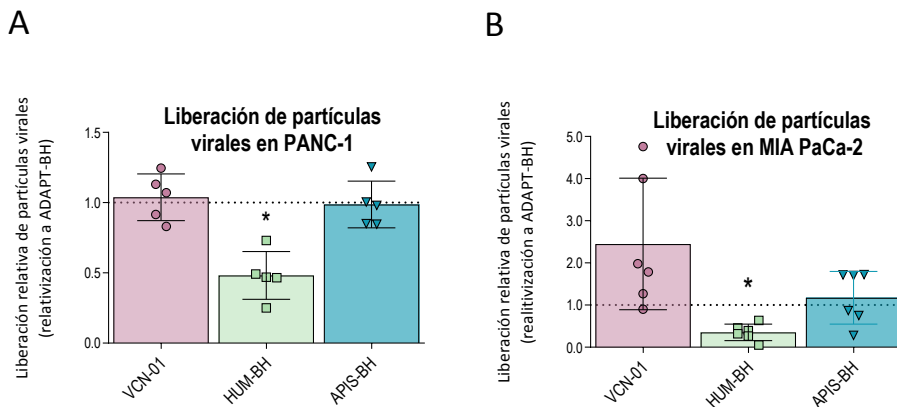 A
Liberación de partículas
virales en PANC-1
Liberación relativa de partículas virales
(relativización a ADAPT-BH)
1.5
1.0
0.5
0.0
*
VCN-01
HUM-BH
APIS-BH
B
Liberación de partículas
virales en MIA PaCa-2
Liberación relativa de partículas virales
(realitivización a ADAPT-BH)
5.0
4.0
3.0
2.0
1.0
0.0
*
VCN-01
HUM-BH
APIS-BH